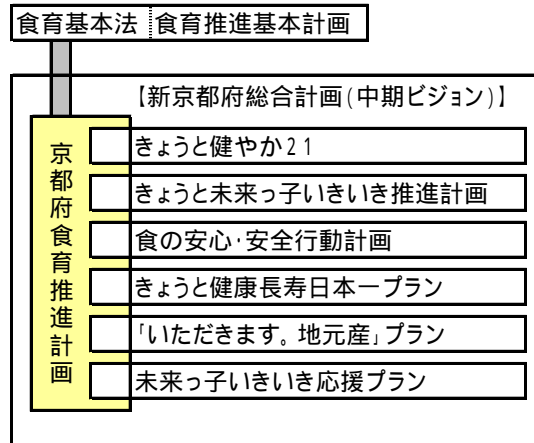 食育基本法 食育推進基本計画
【新京都府総合計画(中期ビジョン)】
京都府食育推進計画
きょうと健やか21
きょうと未来っ子いきいき推進計画
食の安心・安全行動計画
きょうと健康長寿日本一プラン
「いただきます。地元産」プラン
未来っ子いきいき応援プラン